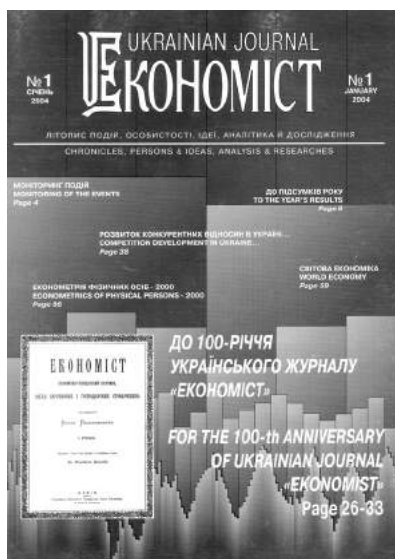 UKRAINIAN JOURNAL
ЕКОНОМІСТ
№1
СІЧЕНЬ
2004
№1
JANUARY
2004
ЛІТОПИС ПОДІЙ, ОСОБИСТОСТІ, ІДЕЇ, АНАЛІТИКА Й ДОСЛІДЖЕННЯ
CHRONICLES, PERSONS & IDEAS, ANALYSIS & RESEARCHES
МОНІТОРИНГ ПОДІЙ
MONITORING OF THE EVENTS
Page 4
ДО ПІДСУМКІВ РОКУ
TO THE YEAR'S RESULTS
Page
РОЗВИТОК КОНКУРЕНТНИХ ВІДНОСИН В УКРАЇНІ...
COMPETITION DEVELOPMENT IN UKRAINE...
Page
СВІТОВА ЕКОНОМІКА
WORLD ECONOMY
Page
ЕКОНОМЕТРІЯ ФІЗИЧНИХ ОСІБ - 2000
ECONOMETRICS OF PHYSICAL PERSONS - 2000
Page
ДО 100-РІЧЧЯ
УКРАЇНСЬКОГО ЖУРНАЛУ
«ЕКОНОМІСТ»
FOR THE 100-th ANNIVERSARY
OF UKRAINIAN JOURNAL
«EKONOMIST»
Page 26-33
ЕКОНОМІСТ